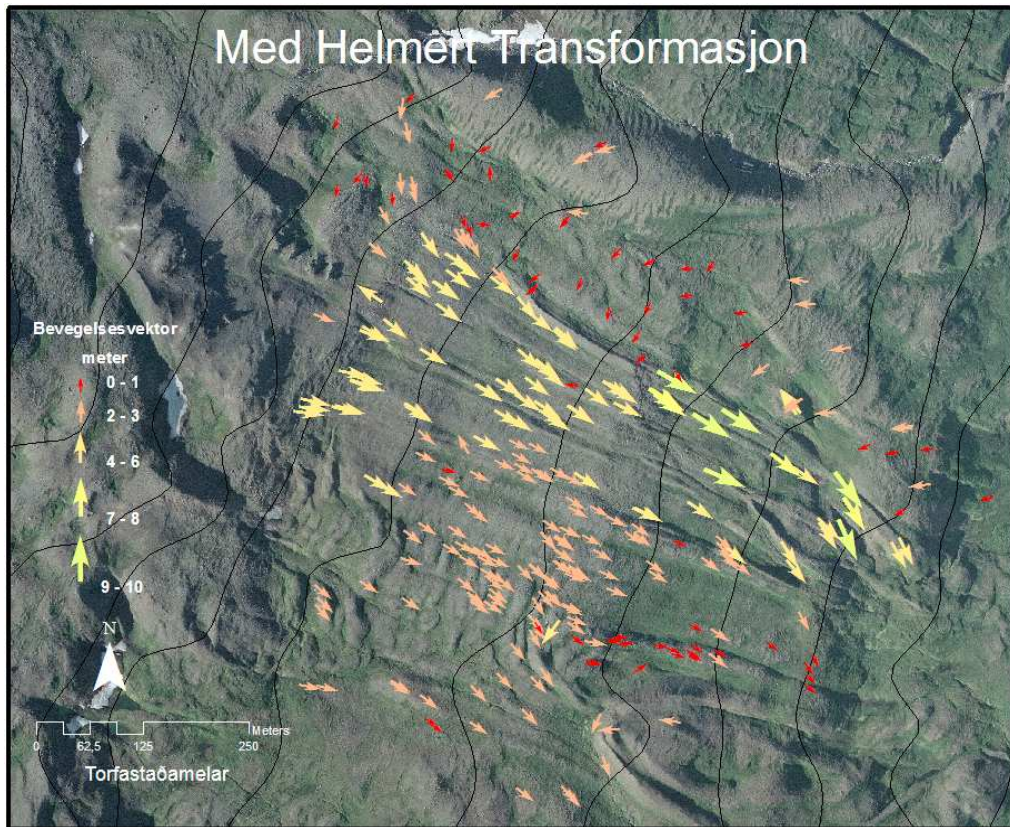 Med Helmert Transformasjon
Bevegelsesvektor
meter
0 - 1
2 - 3
4 - 6
7 - 8
9 - 10
N
Meters
0 62,5 125 250
Torfastaðamelar